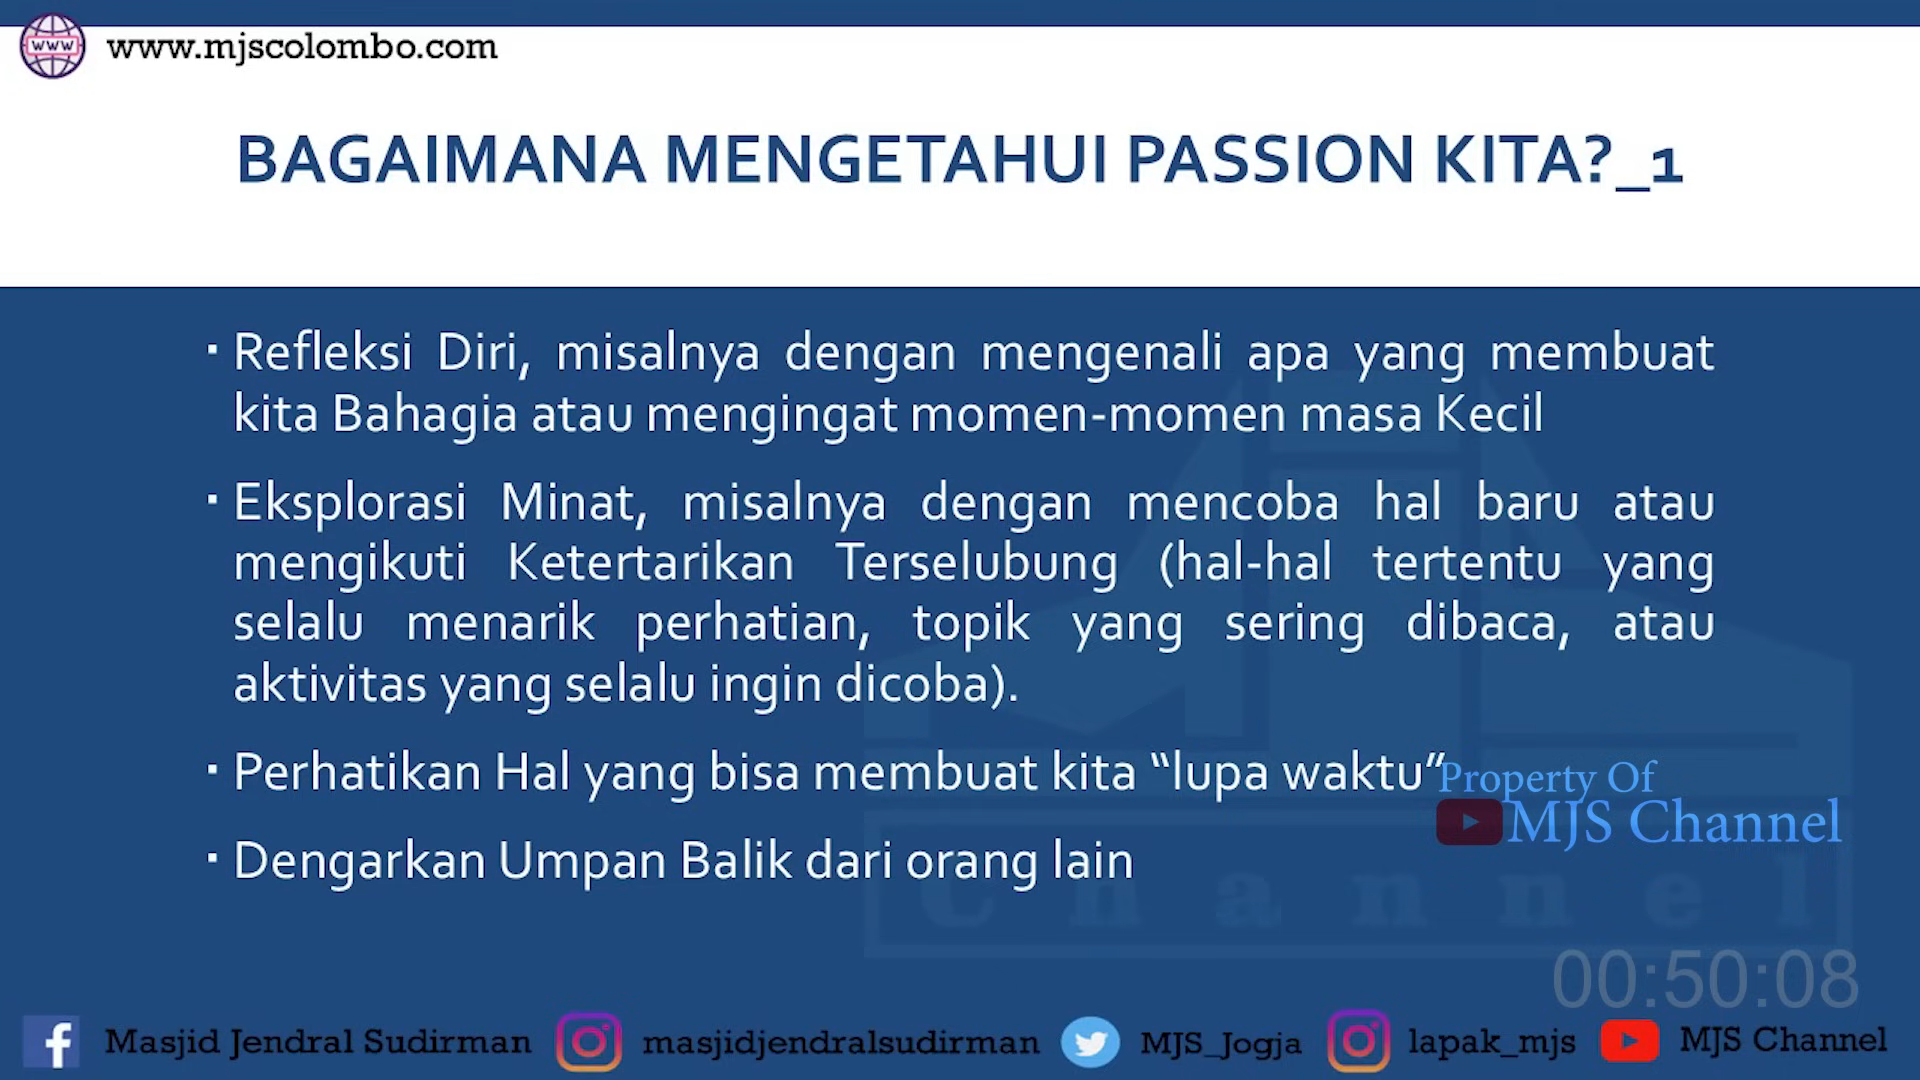 www.mjscolombo.com
BAGAIMANA MENGETAHUI PASSION KITA?_1
▪ Refleksi Diri, misalnya dengan mengenali apa yang membuat
kita Bahagia atau mengingat momen-momen masa Kecil
▪ Eksplorasi Minat, misalnya dengan mencoba hal baru atau
mengikuti Ketertarikan Terselubung (hal-hal tertentu yang
selalu menarik perhatian, topik yang sering dibaca, atau
aktivitas yang selalu ingin dicoba).
▪ Perhatikan Hal yang bisa membuat kita “lupa waktu”
Property Of
MJS Channel
▪ Dengarkan Umpan Balik dari orang lain
Channel
00:50:08
Masjid Jendral Sudirman masjidjendralsudirman MJS_Jogja lapak_mjs MJS Channel